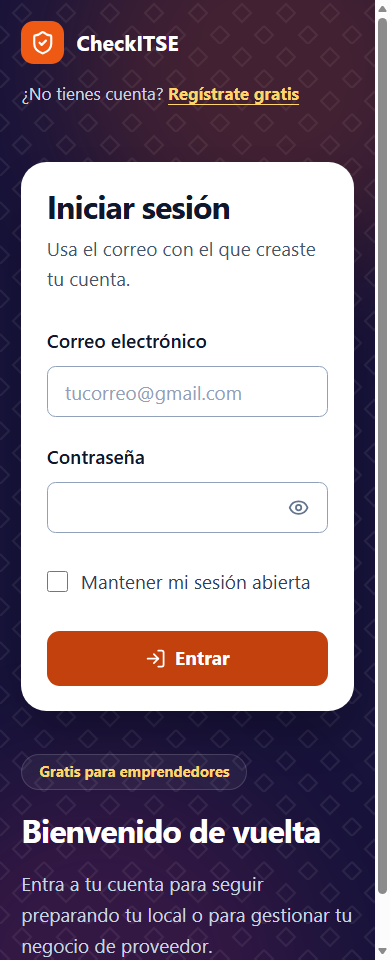 CheckITSE
¿No tienes cuenta? Regístrate gratis
Iniciar sesión
Usa el correo con el que creaste
tu cuenta.
Correo electrónico
tucorreo@gmail.com
Contraseña
Mantener mi sesión abierta
Entrar
Gratis para emprendedores
Bienvenido de vuelta
Entra a tu cuenta para seguir
preparando tu local o para gestionar tu
negocio de proveedor.